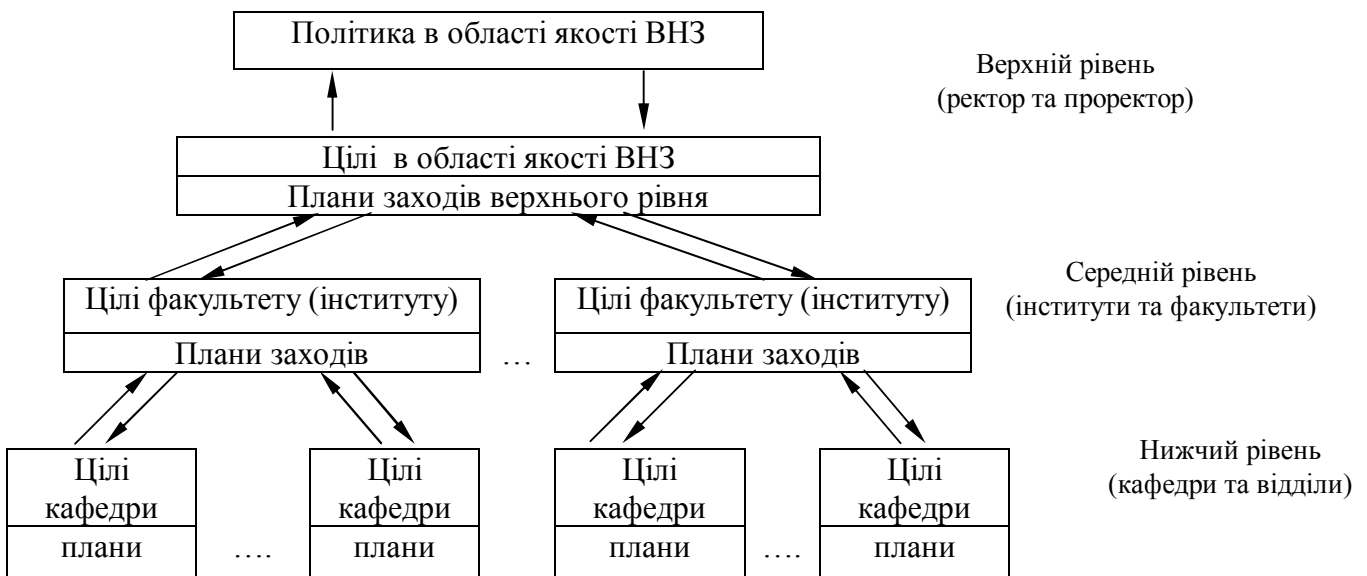 Політика в області якості ВНЗ
Верхній рівень
(ректор та проректор)
Цілі в області якості ВНЗ
Плани заходів верхнього рівня
Середній рівень
(інститути та факультети)
Цілі факультету (інституту)
Цілі факультету (інституту)
Плани заходів
…
Плани заходів
Нижчий рівень
(кафедри та відділи)
Цілі
кафедри
Цілі
кафедри
Цілі
кафедри
Цілі
кафедри
плани
….
плани
плани
….
плани